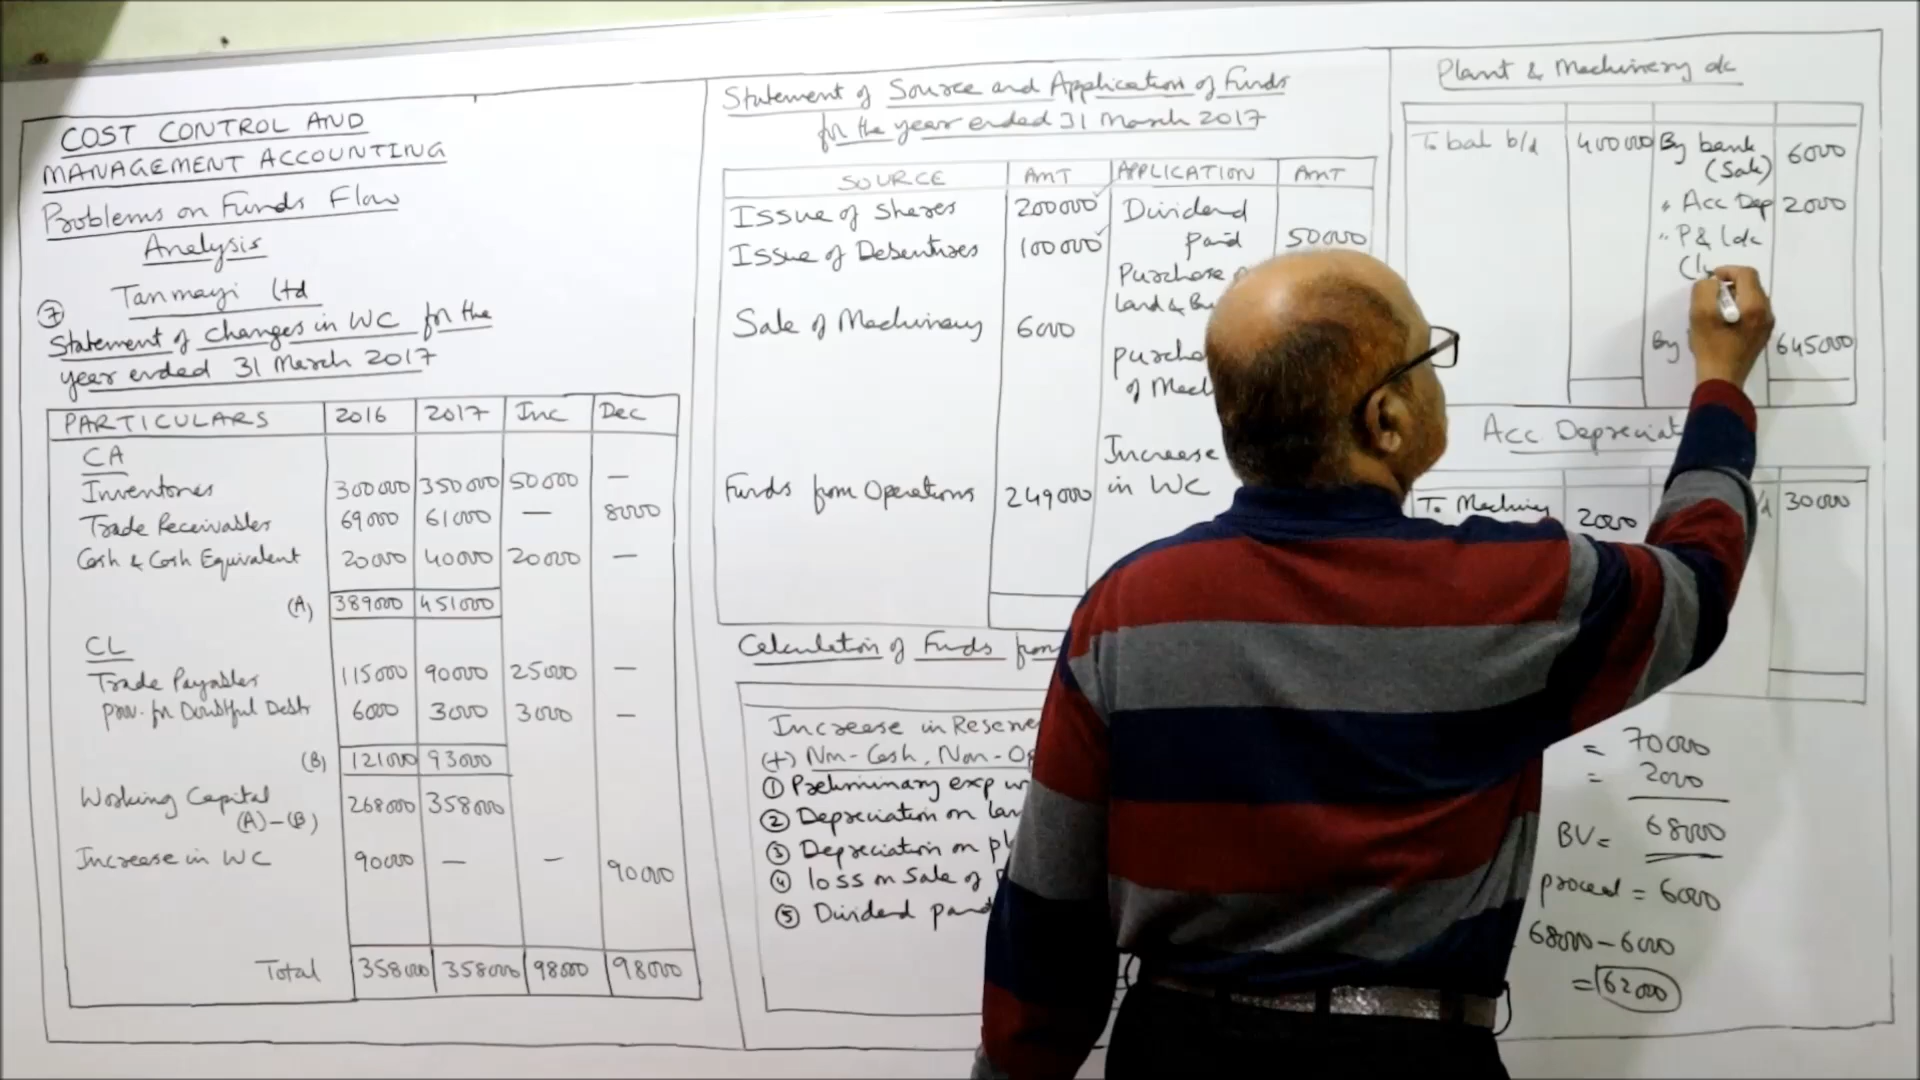 COST CONTROL AND
MANAGEMENT ACCOUNTING
Problems on Funds Flow
Analysis
Tanmayi Ltd
⑦
Statement of changes in WC for the
year ended 31 March 2017
PARTICULARS 2016 2017 Inc Dec
CA
Inventories 300000 350000 50000 —
Trade Receivables 69000 61000 — 8000
Cash & Cash Equivalent 20000 40000 20000 —
(A) 389000 451000
CL
Trade Payables 115000 90000 25000 —
prov. for Doubtful Debts 6000 3000 3000 —
(B) 121000 93000
Working Capital
(A)-(B) 268000 358000
Increase in WC 90000 — — 90000
Total 358000 358000 98000 98000
Statement of Source and Application of Funds
for the year ended 31 March 2017
SOURCE AMT APPLICATION AMT
Issue of Shares 200000 ✓ Dividend
paid 50000
Issue of Debentures 100000 ✓
Purchase
Land &
Sale of Machinery 6000
of
Increase
in WC
Funds from Operations 249000
Calculation of Funds from
Increase in Reserve
(+) Non-Cash, Non-Op
① Preliminary exp
② Depreciation on
③ Depreciation on
④ loss on Sale of
⑤ Dividend paid
Plant & Machinery a/c
To bal b/d 400000 By bank
(Sale) 6000
" Acc Dep 2000
" P & L a/c
By 645000
Acc
To Machinery 2000 30000
= 70000
= 2000
BV= 68000
proceed = 6000
68000-6000
= 62000